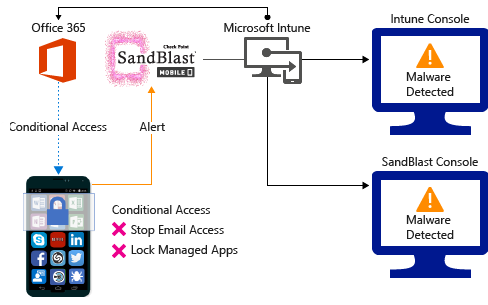 Office 365
Microsoft Intune
Intune Console
Check Point
SandBlast
MOBILE
Malware
Detected
Conditional Access
Alert
SandBlast Console
Malware
Detected
Conditional Access
Stop Email Access
Lock Managed Apps